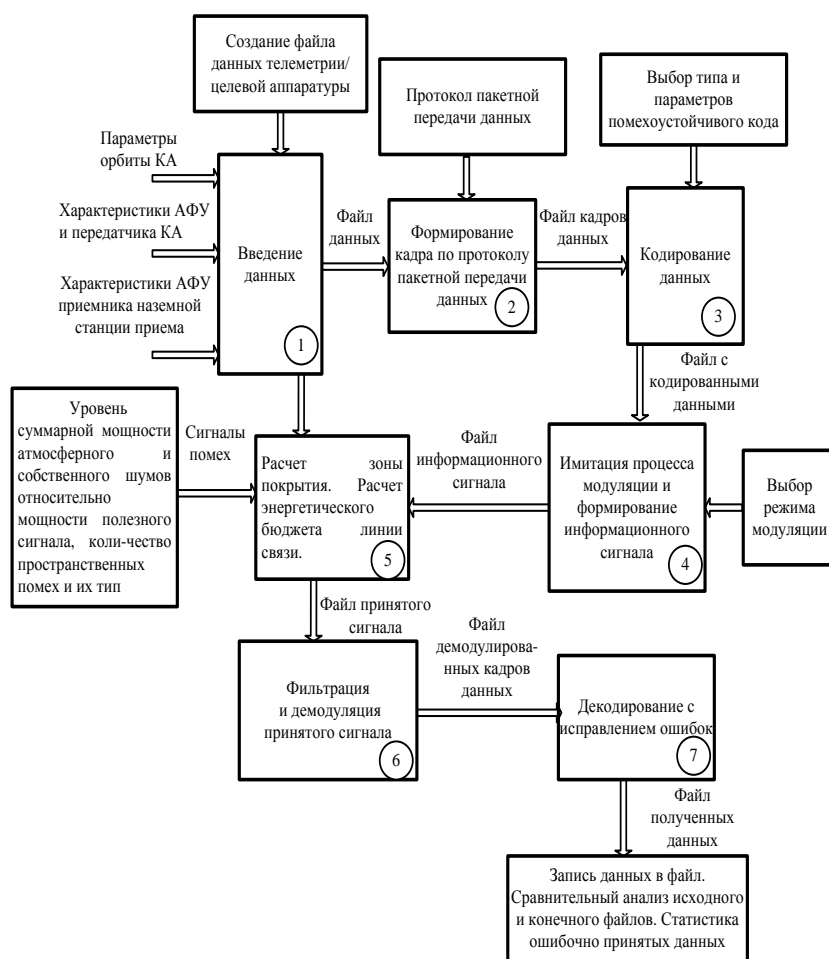 Создание файла
данных телеметрии/
целевой аппаратуры
Протокол пакетной
передачи данных
Выбор типа и
параметров
помехоустойчивого кода
Параметры
орбиты КА
Характеристики АФУ
и передатчика КА
Характеристики АФУ
приемника наземной
станции приема
Введение
данных
1
Файл
данных
Формирование
кадра по протоколу
пакетной передачи
данных
2
Файл кадров
данных
Кодирование
данных
3
Файл с
кодированными
данными
Уровень
суммарной мощности
атмосферного и
собственного шумов
относительно
мощности полезного
сигнала, коли-чество
пространственных
помех и их тип
Сигналы
помех
Расчет зоны
покрытия. Расчет
энергетического
бюджета линии
связи.
5
Файл
информационного
сигнала
Имитация процесса
модуляции и
формирование
информационного
сигнала
4
Выбор
режима
модуляции
Файл принятого
сигнала
Фильтрация
и демодуляция
принятого сигнала
6
Файл
демодулирова-
нных кадров
данных
Декодирование с
исправлением ошибок
7
Файл
полученных
данных
Запись данных в файл.
Сравнительный анализ исходного
и конечного файлов. Статистика
ошибочно принятых данных